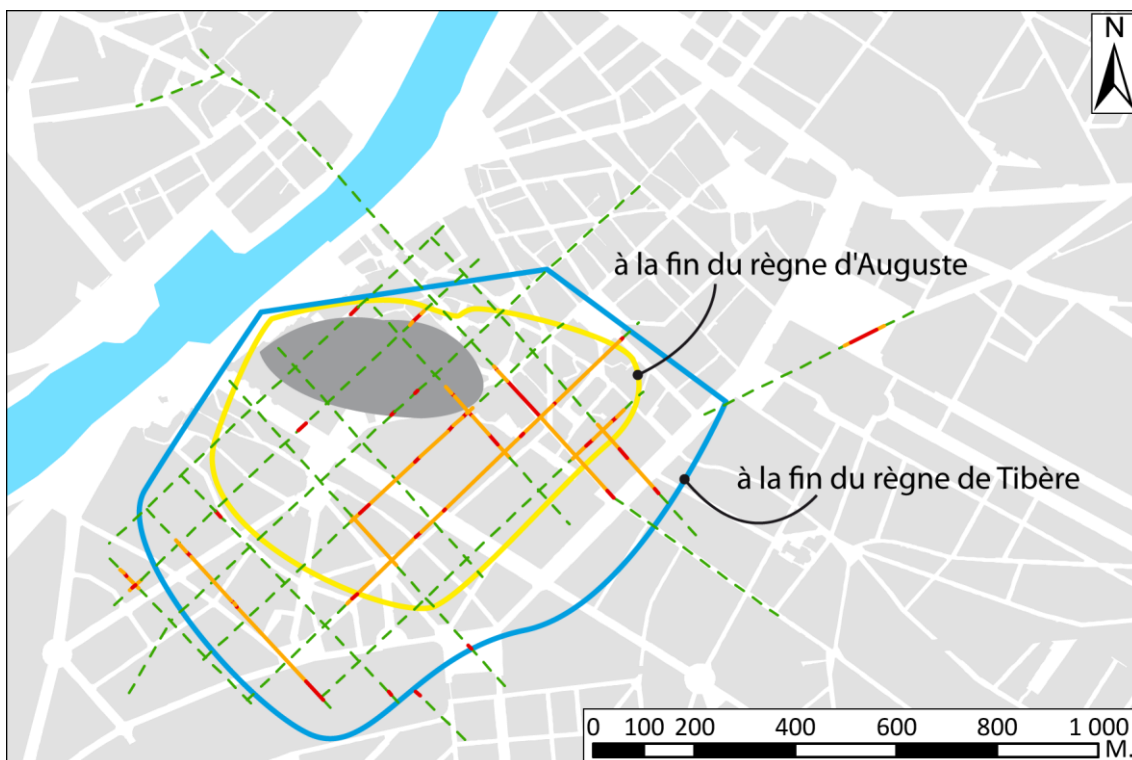 N
à la fin du règne d'Auguste
à la fin du règne de Tibère
0 100 200 400 600 800 1 000
M.